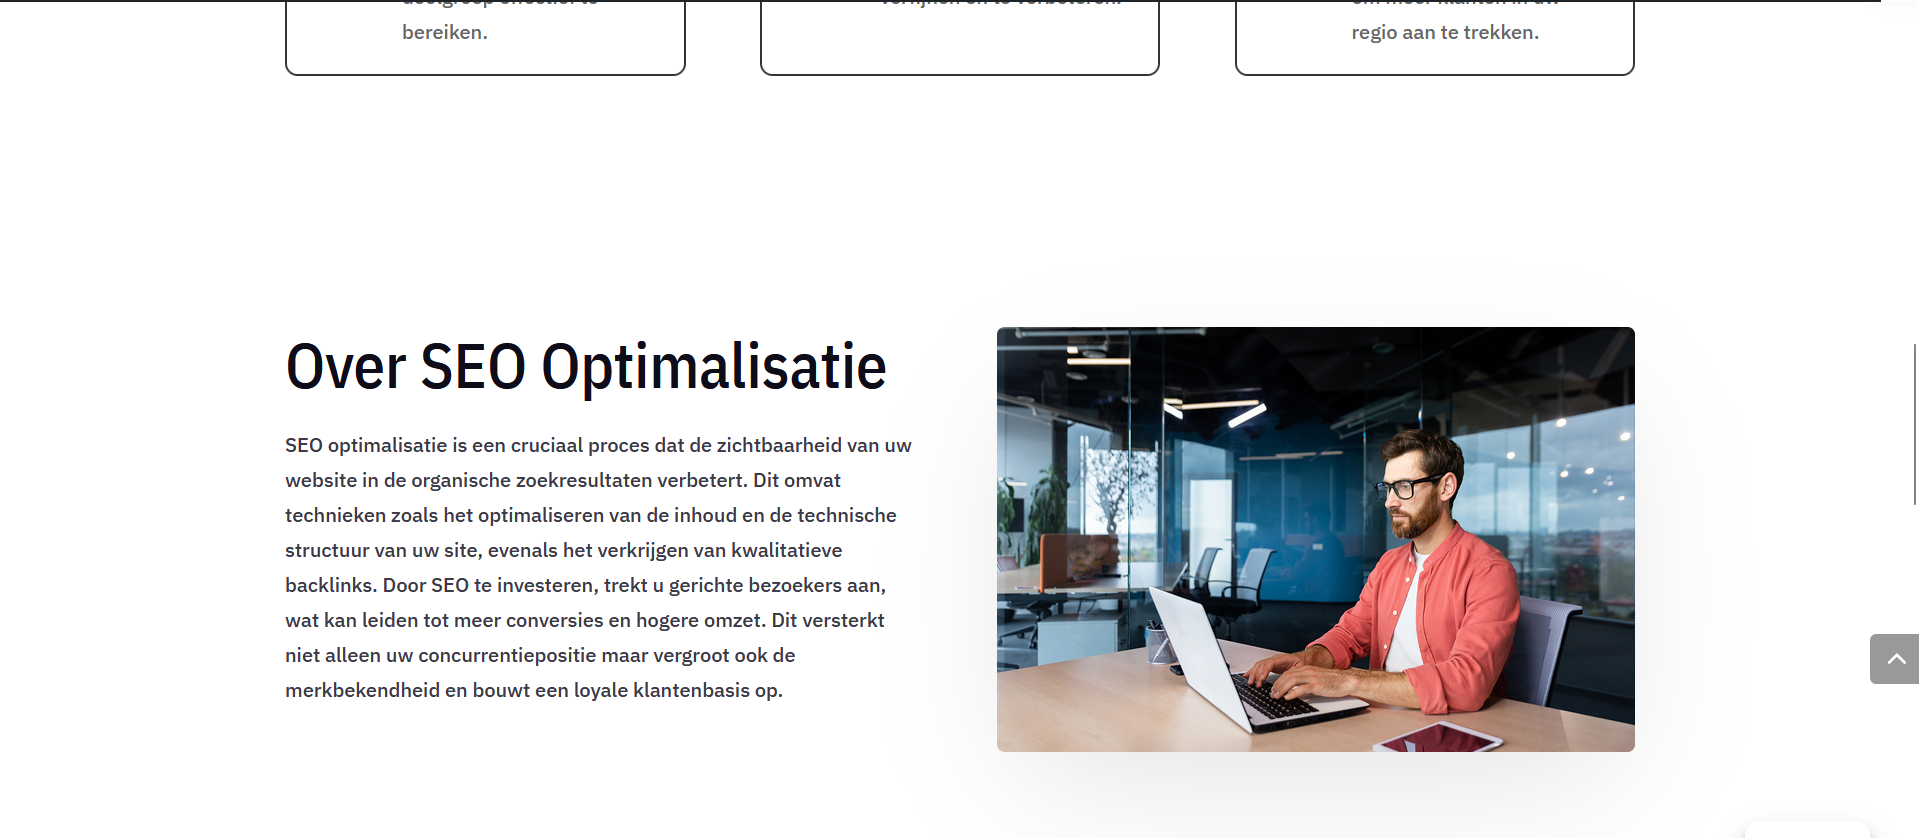 bereiken.
regio aan te trekken.
Over SEO Optimalisatie
SEO optimalisatie is een cruciaal proces dat de zichtbaarheid van uw
website in de organische zoekresultaten verbetert. Dit omvat
technieken zoals het optimaliseren van de inhoud en de technische
structuur van uw site, evenals het verkrijgen van kwalitatieve
backlinks. Door SEO te investeren, trekt u gerichte bezoekers aan,
wat kan leiden tot meer conversies en hogere omzet. Dit versterkt
niet alleen uw concurrentiepositie maar vergroot ook de
merkbekendheid en bouwt een loyale klantenbasis op.